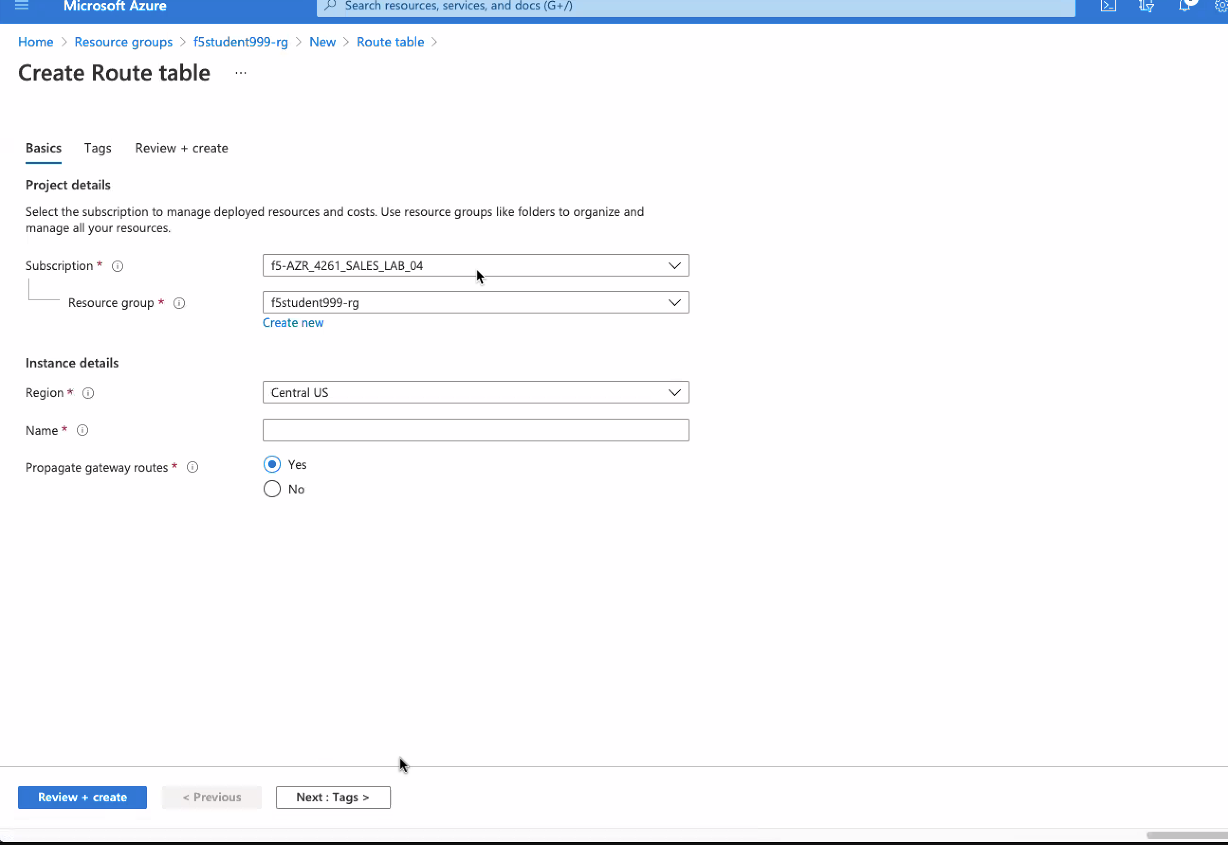 Microsoft Azure
Search resources, services, and docs (G+/)
Home > Resource groups > f5student999-rg > New > Route table >
Create Route table ...
Basics Tags Review + create
Project details
Select the subscription to manage deployed resources and costs. Use resource groups like folders to organize and
manage all your resources.
Subscription * f5-AZR_4261_SALES_LAB_04
Resource group * f5student999-rg
Create new
Instance details
Region * Central US
Name *
Propagate gateway routes * Yes
No
Review + create < Previous Next : Tags >